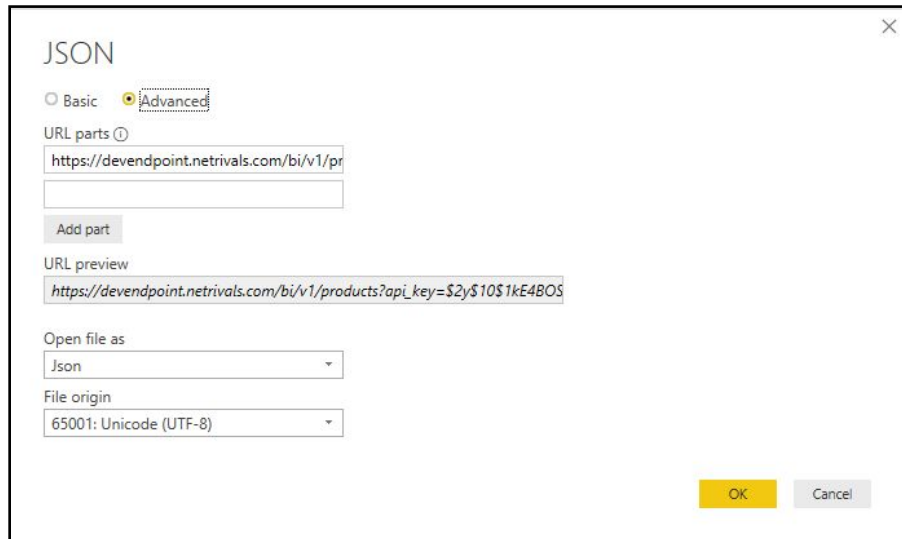 JSON
Basic Advanced
URL parts
https://devendpoint.netrivals.com/bi/v1/pr
Add part
URL preview
https://devendpoint.netrivals.com/bi/v1/products?api_key=$2y$10$1kE4BOS
Open file as
Json
File origin
65001: Unicode (UTF-8)
OK Cancel